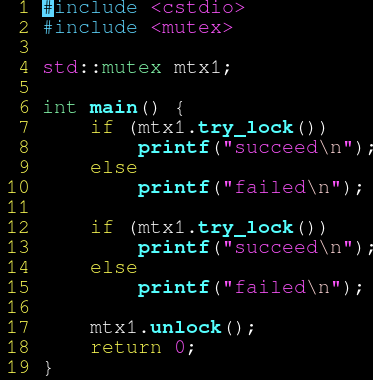 1 #include <cstdio>
2 #include <mutex>
3
4 std::mutex mtx1;
5
6 int main() {
7     if (mtx1.try_lock())
8         printf("succeed\n");
9     else
10         printf("failed\n");
11
12     if (mtx1.try_lock())
13         printf("succeed\n");
14     else
15         printf("failed\n");
16
17     mtx1.unlock();
18     return 0;
19 }